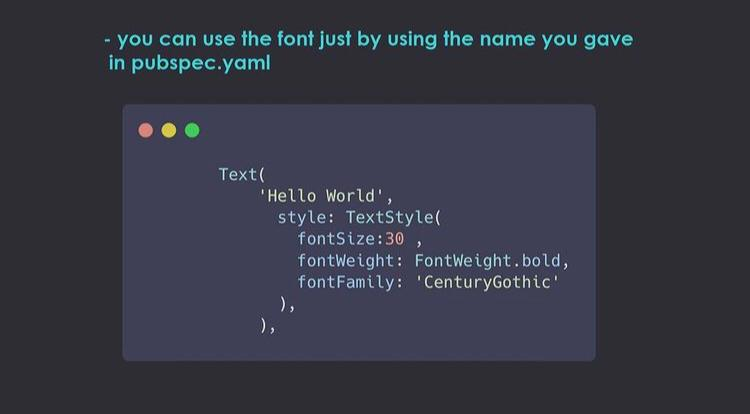 - you can use the font just by using the name you gave
in pubspec.yaml
Text(
'Hello World',
style: TextStyle(
fontSize:30 ,
fontWeight: FontWeight.bold,
fontFamily: 'CenturyGothic'
),
),